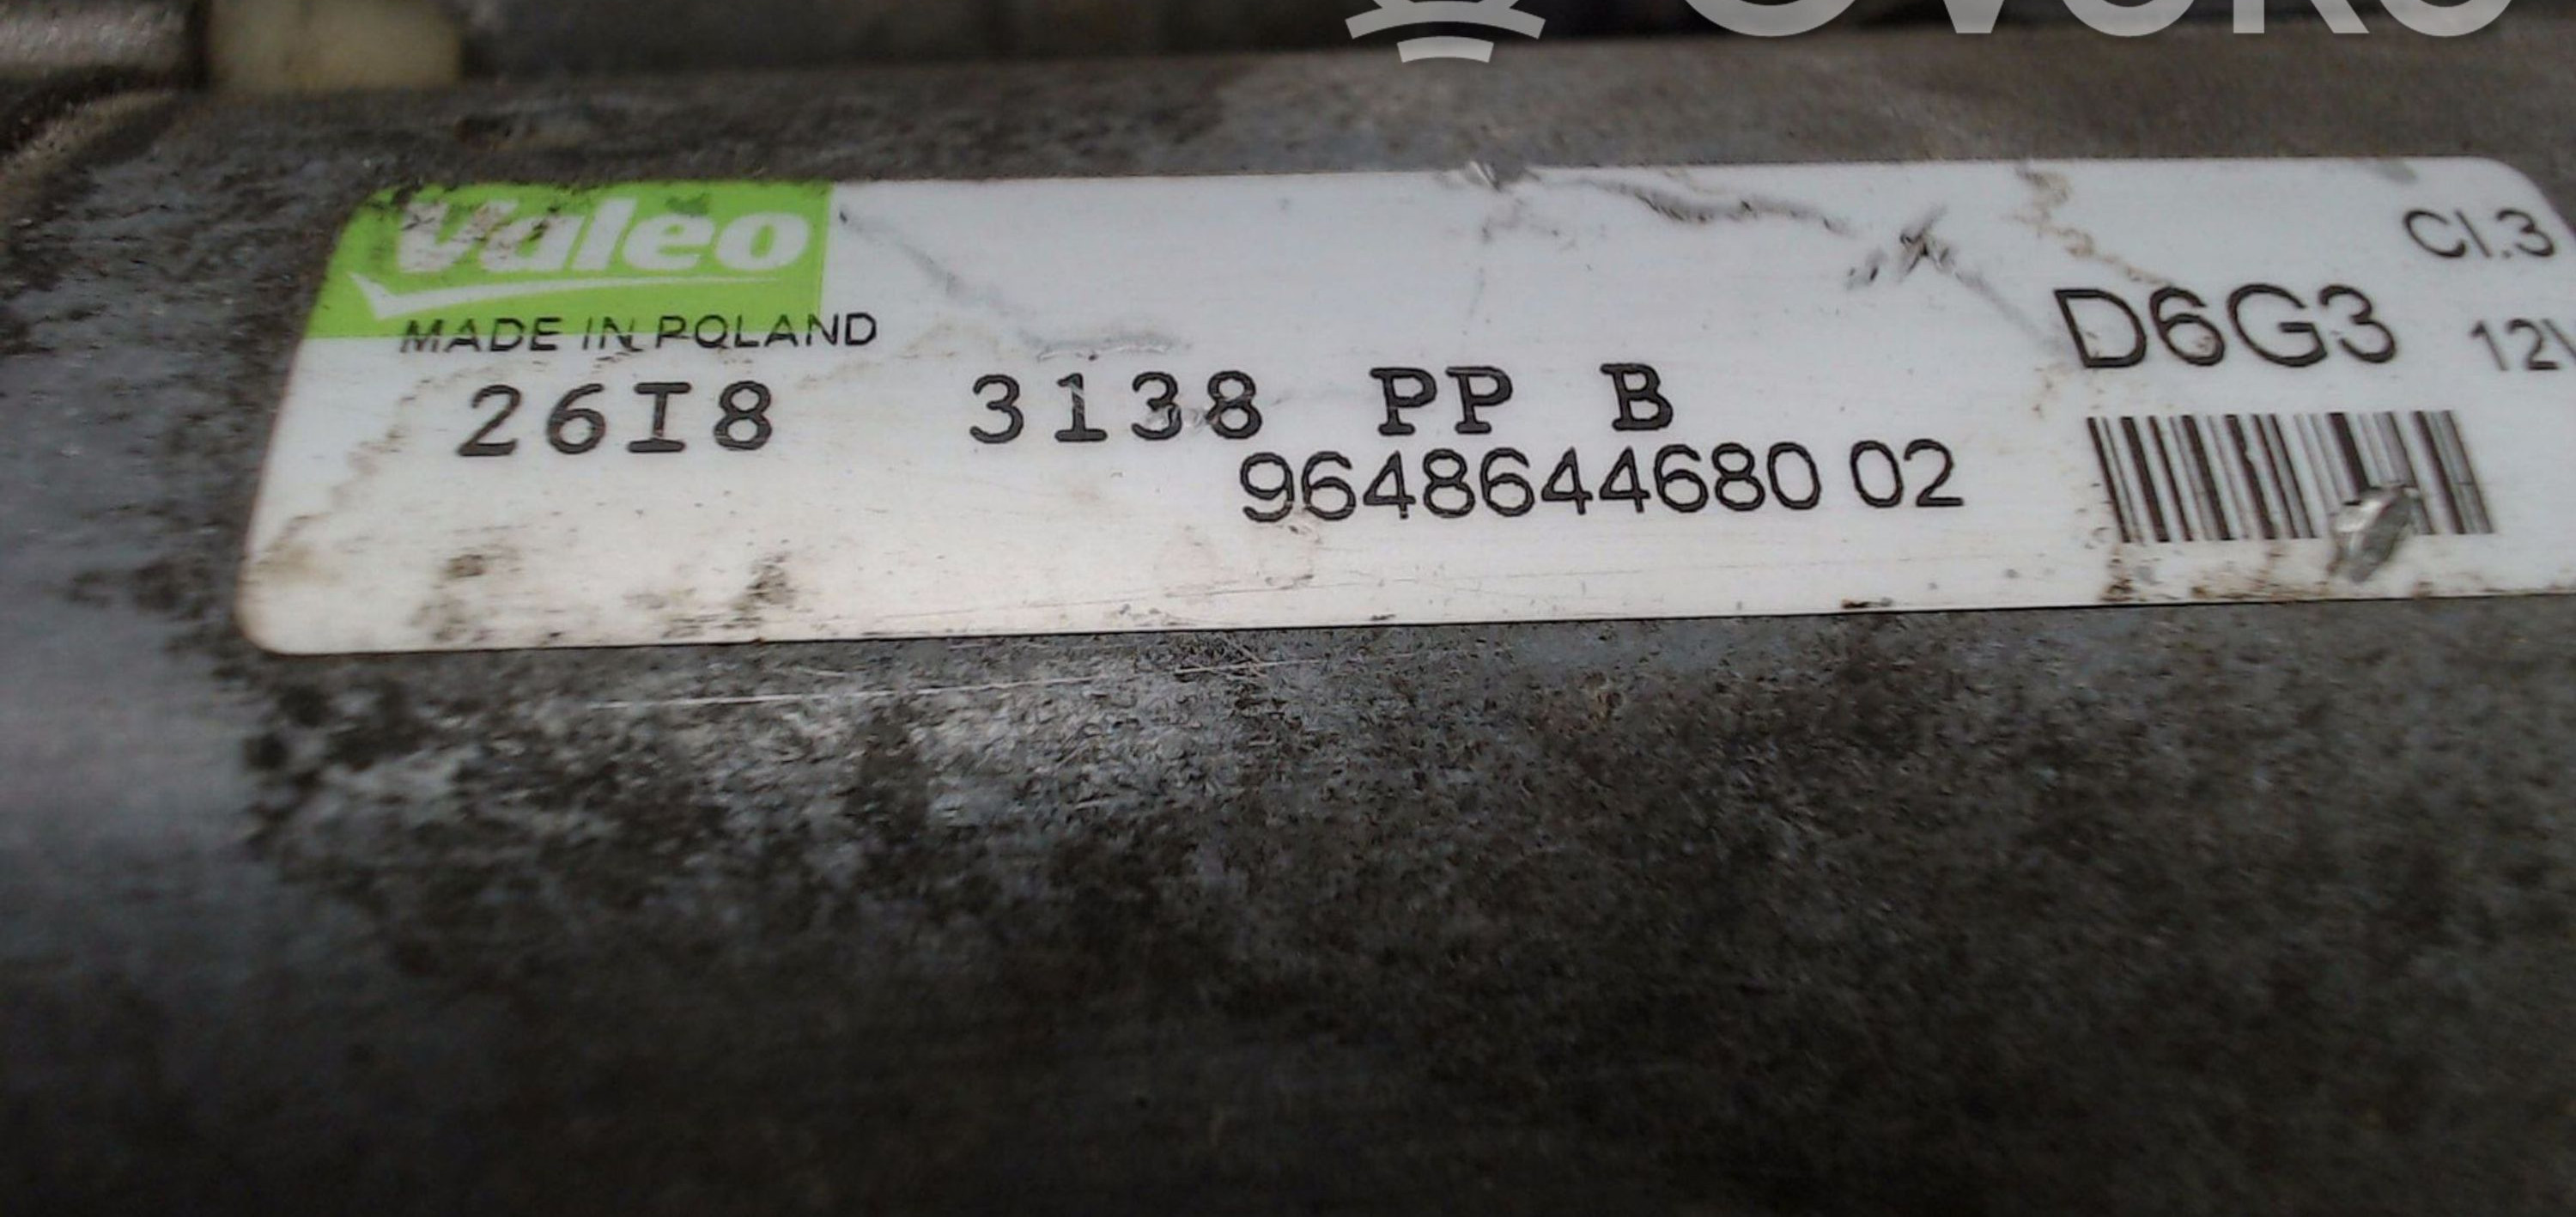 Valeo
MADE IN POLAND
Cl.3
D6G3 12V
26I8 3138 PP B
9648644680 02